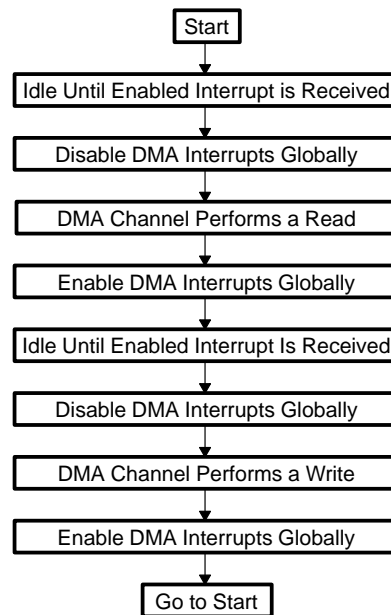 Start
Idle Until Enabled Interrupt is Received
Disable DMA Interrupts Globally
DMA Channel Performs a Read
Enable DMA Interrupts Globally
Idle Until Enabled Interrupt Is Received
Disable DMA Interrupts Globally
DMA Channel Performs a Write
Enable DMA Interrupts Globally
Go to Start